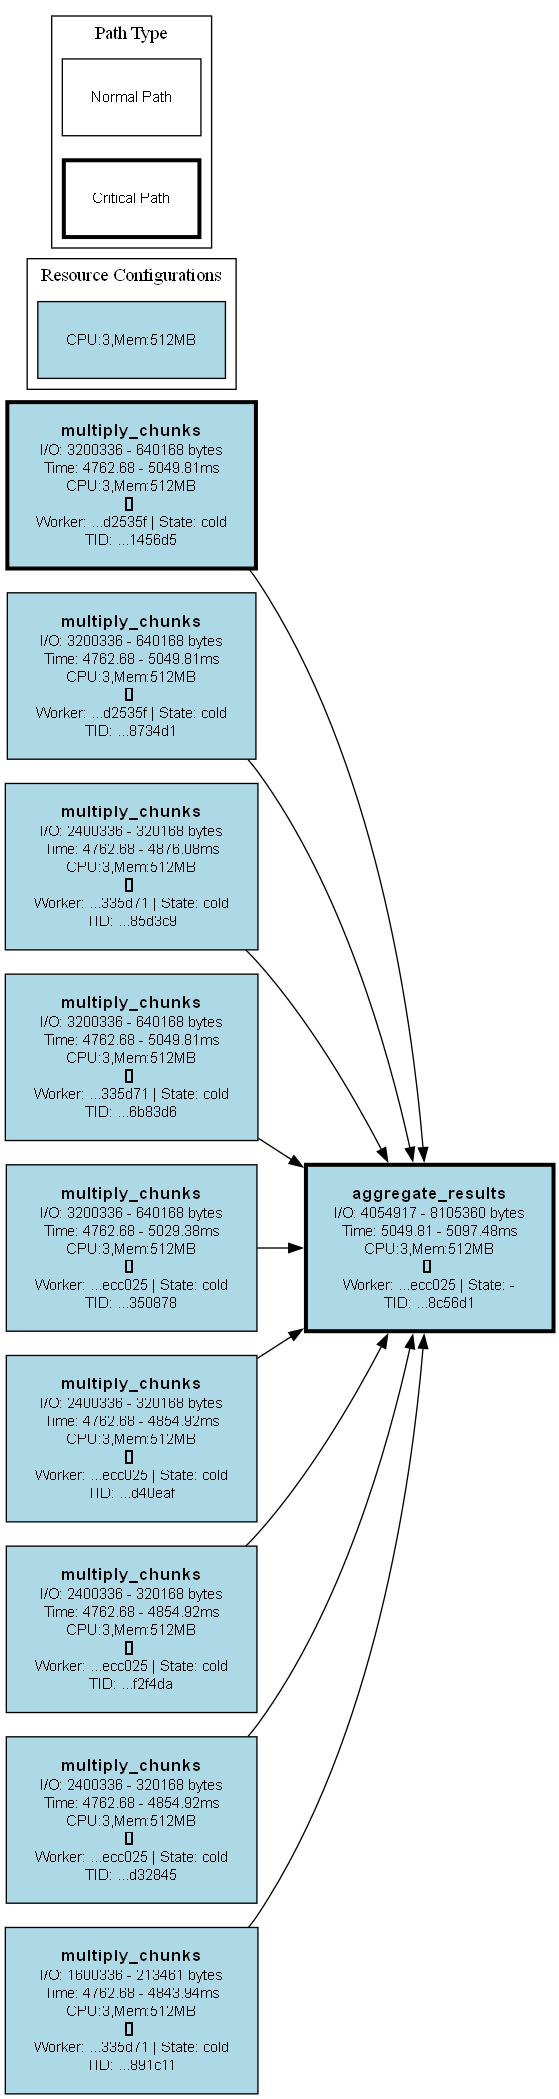 Path Type
Normal Path
Critical Path
Resource Configurations
CPU:3,Mem:512MB
multiply_chunks
I/O: 3200336 - 640168 bytes
Time: 4762.68 - 5049.81ms
CPU:3,Mem:512MB
[]
Worker: ...d2535f | State: cold
TID: ...1456d5
multiply_chunks
I/O: 3200336 - 640168 bytes
Time: 4762.68 - 5049.81ms
CPU:3,Mem:512MB
[]
Worker: ...d2535f | State: cold
TID: ...8734d1
multiply_chunks
I/O: 2400336 - 320168 bytes
Time: 4762.68 - 4876.08ms
CPU:3,Mem:512MB
[]
Worker: ...335d71 | State: cold
TID: ...85d3c9
multiply_chunks
I/O: 3200336 - 640168 bytes
Time: 4762.68 - 5049.81ms
CPU:3,Mem:512MB
[]
Worker: ...335d71 | State: cold
TID: ...6b83d6
multiply_chunks
I/O: 3200336 - 640168 bytes
Time: 4762.68 - 5029.38ms
CPU:3,Mem:512MB
[]
Worker: ...ecc025 | State: cold
TID: ...350878
aggregate_results
I/O: 4054917 - 8105360 bytes
Time: 5049.81 - 5097.48ms
CPU:3,Mem:512MB
[]
Worker: ...ecc025 | State: -
TID: ...8c56d1
multiply_chunks
I/O: 2400336 - 320168 bytes
Time: 4762.68 - 4854.92ms
CPU:3,Mem:512MB
[]
Worker: ...ecc025 | State: cold
TID: ...d40eaf
multiply_chunks
I/O: 2400336 - 320168 bytes
Time: 4762.68 - 4854.92ms
CPU:3,Mem:512MB
[]
Worker: ...ecc025 | State: cold
TID: ...f2f4da
multiply_chunks
I/O: 2400336 - 320168 bytes
Time: 4762.68 - 4854.92ms
CPU:3,Mem:512MB
[]
Worker: ...ecc025 | State: cold
TID: ...d32845
multiply_chunks
I/O: 1600336 - 213461 bytes
Time: 4762.68 - 4843.94ms
CPU:3,Mem:512MB
[]
Worker: ...335d71 | State: cold
TID: ...891c11